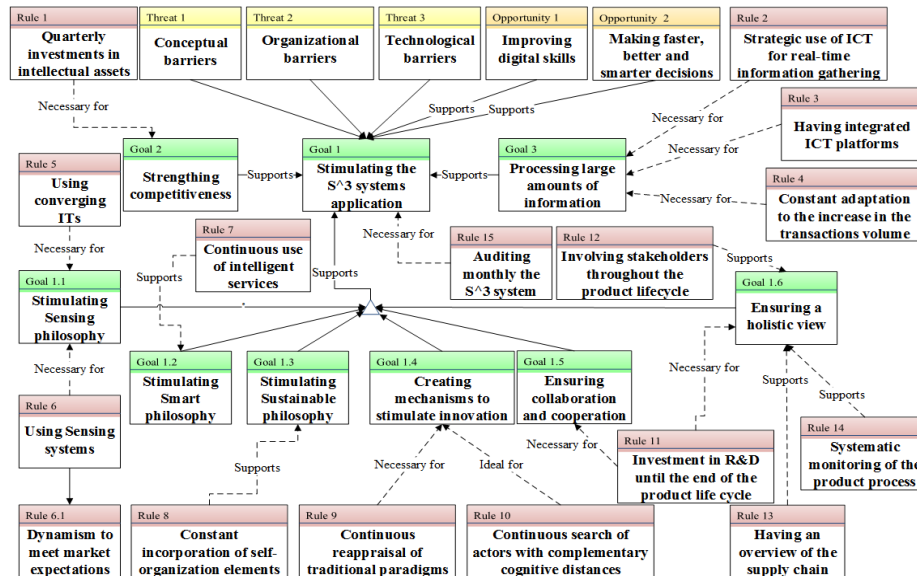 Rule 1
Quarterly
investments in
intellectual assets
Threat 1
Conceptual
barriers
Threat 2
Organizational
barriers
Threat 3
Technological
barriers
Opportunity 1
Improving
digital skills
Opportunity 2
Making faster,
better and
smarter decisions
Rule 2
Strategic use of ICT
for real-time
information gathering
Necessary for
Supports
Supports
Necessary for
Rule 3
Having integrated
ICT platforms
Necessary for
Goal 2
Strengthing
competitiveness
Supports
Goal 1
Stimulating the
S^3 systems
application
Supports
Goal 3
Processing large
amounts of
information
Necessary for
Rule 4
Constant adaptation
to the increase in the
transactions volume
Rule 5
Using
converging
ITs
Necessary for
Rule 7
Continuous use
of intelligent
services
Supports
Supports
Necessary for
Rule 15
Auditing
monthly the
S^3 system
Rule 12
Involving stakeholders
throughout the
product lifecycle
Supports
Goal 1.1
Stimulating
Sensing
philosophy
Goal 1.6
Ensuring a
holistic view
Necessary for
Goal 1.2
Stimulating
Smart
philosophy
Goal 1.3
Stimulating
Sustainable
philosophy
Goal 1.4
Creating
mechanisms to
stimulate innovation
Goal 1.5
Ensuring
collaboration
and cooperation
Necessary for
Supports
Supports
Rule 6
Using Sensing
systems
Supports
Necessary for
Ideal for
Necessary for
Rule 11
Investment in R&D
until the end of the
product life cycle
Rule 14
Systematic
monitoring of the
product process
Rule 6.1
Dynamism to
meet market
expectations
Rule 8
Constant
incorporation of self-
organization elements
Rule 9
Continuous
reappraisal of
traditional paradigms
Rule 10
Continuous search of
actors with complementary
cognitive distances
Rule 13
Having an
overview of the
supply chain